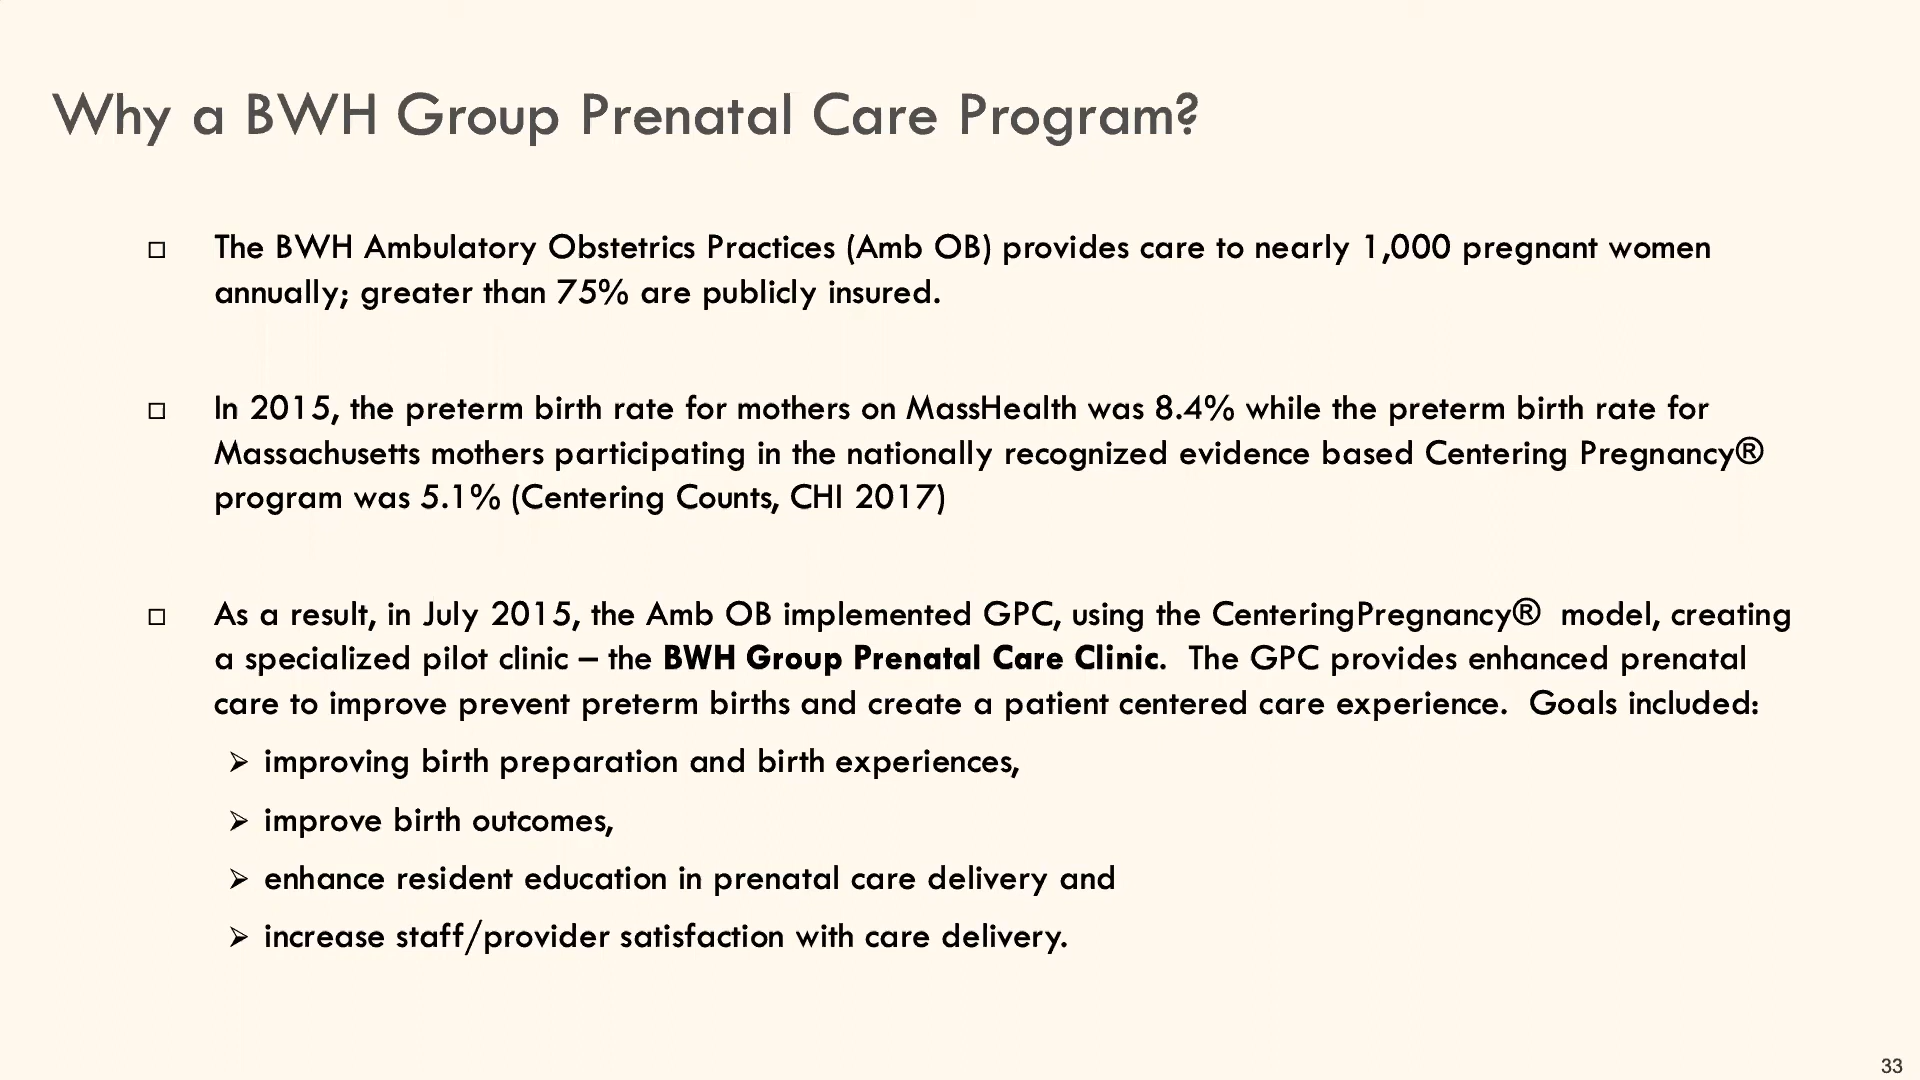 Why a BWH Group Prenatal Care Program?
The BWH Ambulatory Obstetrics Practices (Amb OB) provides care to nearly 1,000 pregnant women
annually; greater than 75% are publicly insured.
In 2015, the preterm birth rate for mothers on MassHealth was 8.4% while the preterm birth rate for
Massachusetts mothers participating in the nationally recognized evidence based Centering Pregnancy®
program was 5.1% (Centering Counts, CHI 2017)
As a result, in July 2015, the Amb OB implemented GPC, using the CenteringPregnancy® model, creating
a specialized pilot clinic – the BWH Group Prenatal Care Clinic. The GPC provides enhanced prenatal
care to improve prevent preterm births and create a patient centered care experience. Goals included:
improving birth preparation and birth experiences,
improve birth outcomes,
enhance resident education in prenatal care delivery and
increase staff/provider satisfaction with care delivery.
33